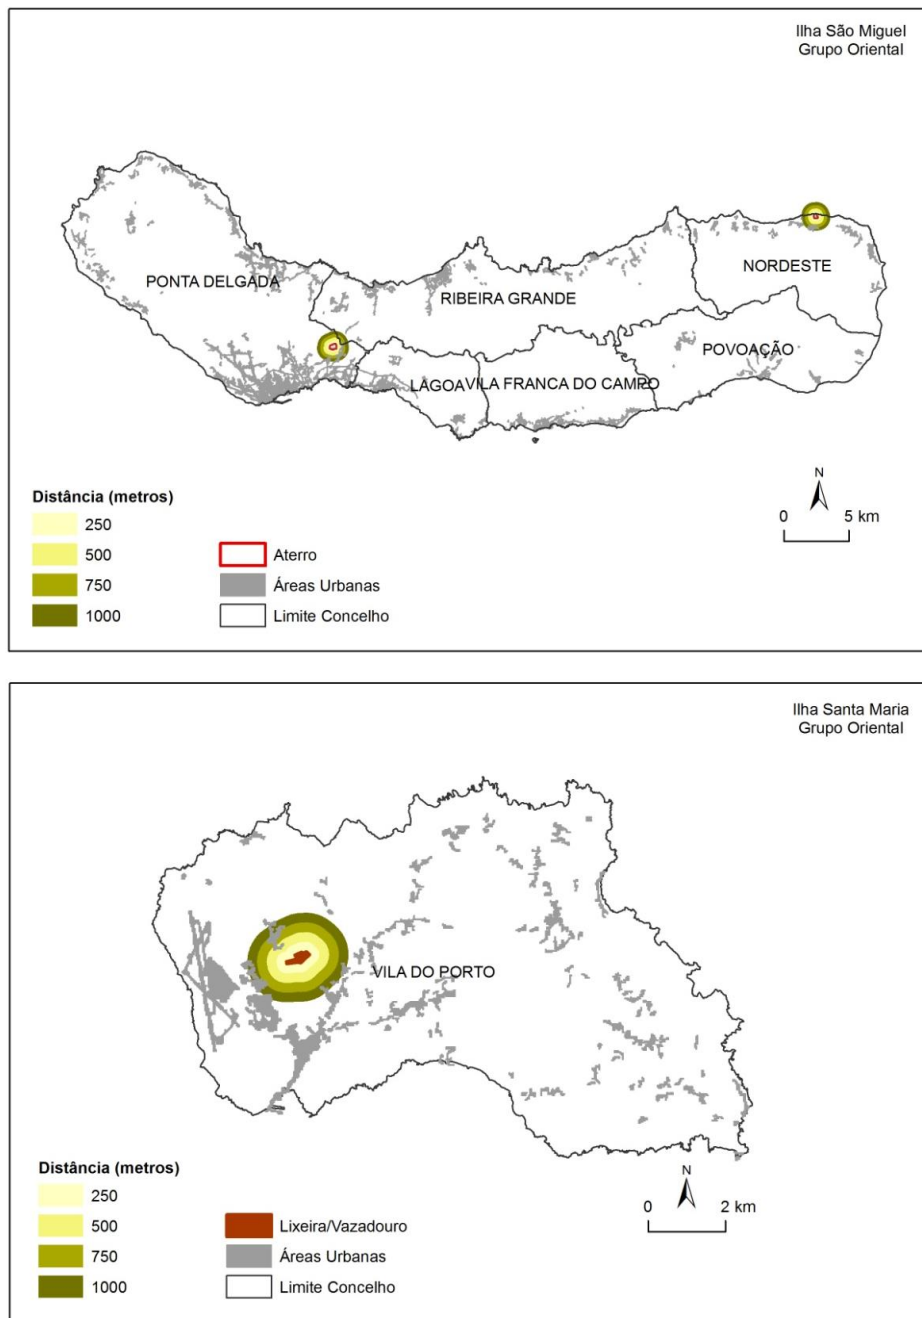 Ilha São Miguel
Grupo Oriental
PONTA DELGADA
RIBEIRA GRANDE
NORDESTE
POVOAÇÃO
LAGOA
VILA FRANCA DO CAMPO
Distância (metros)
250
500
750
1000
Aterro
Áreas Urbanas
Limite Concelho
N
0 5 km
Ilha Santa Maria
Grupo Oriental
VILA DO PORTO
Distância (metros)
250
500
750
1000
Lixeira/Vazadouro
Áreas Urbanas
Limite Concelho
N
0 2 km